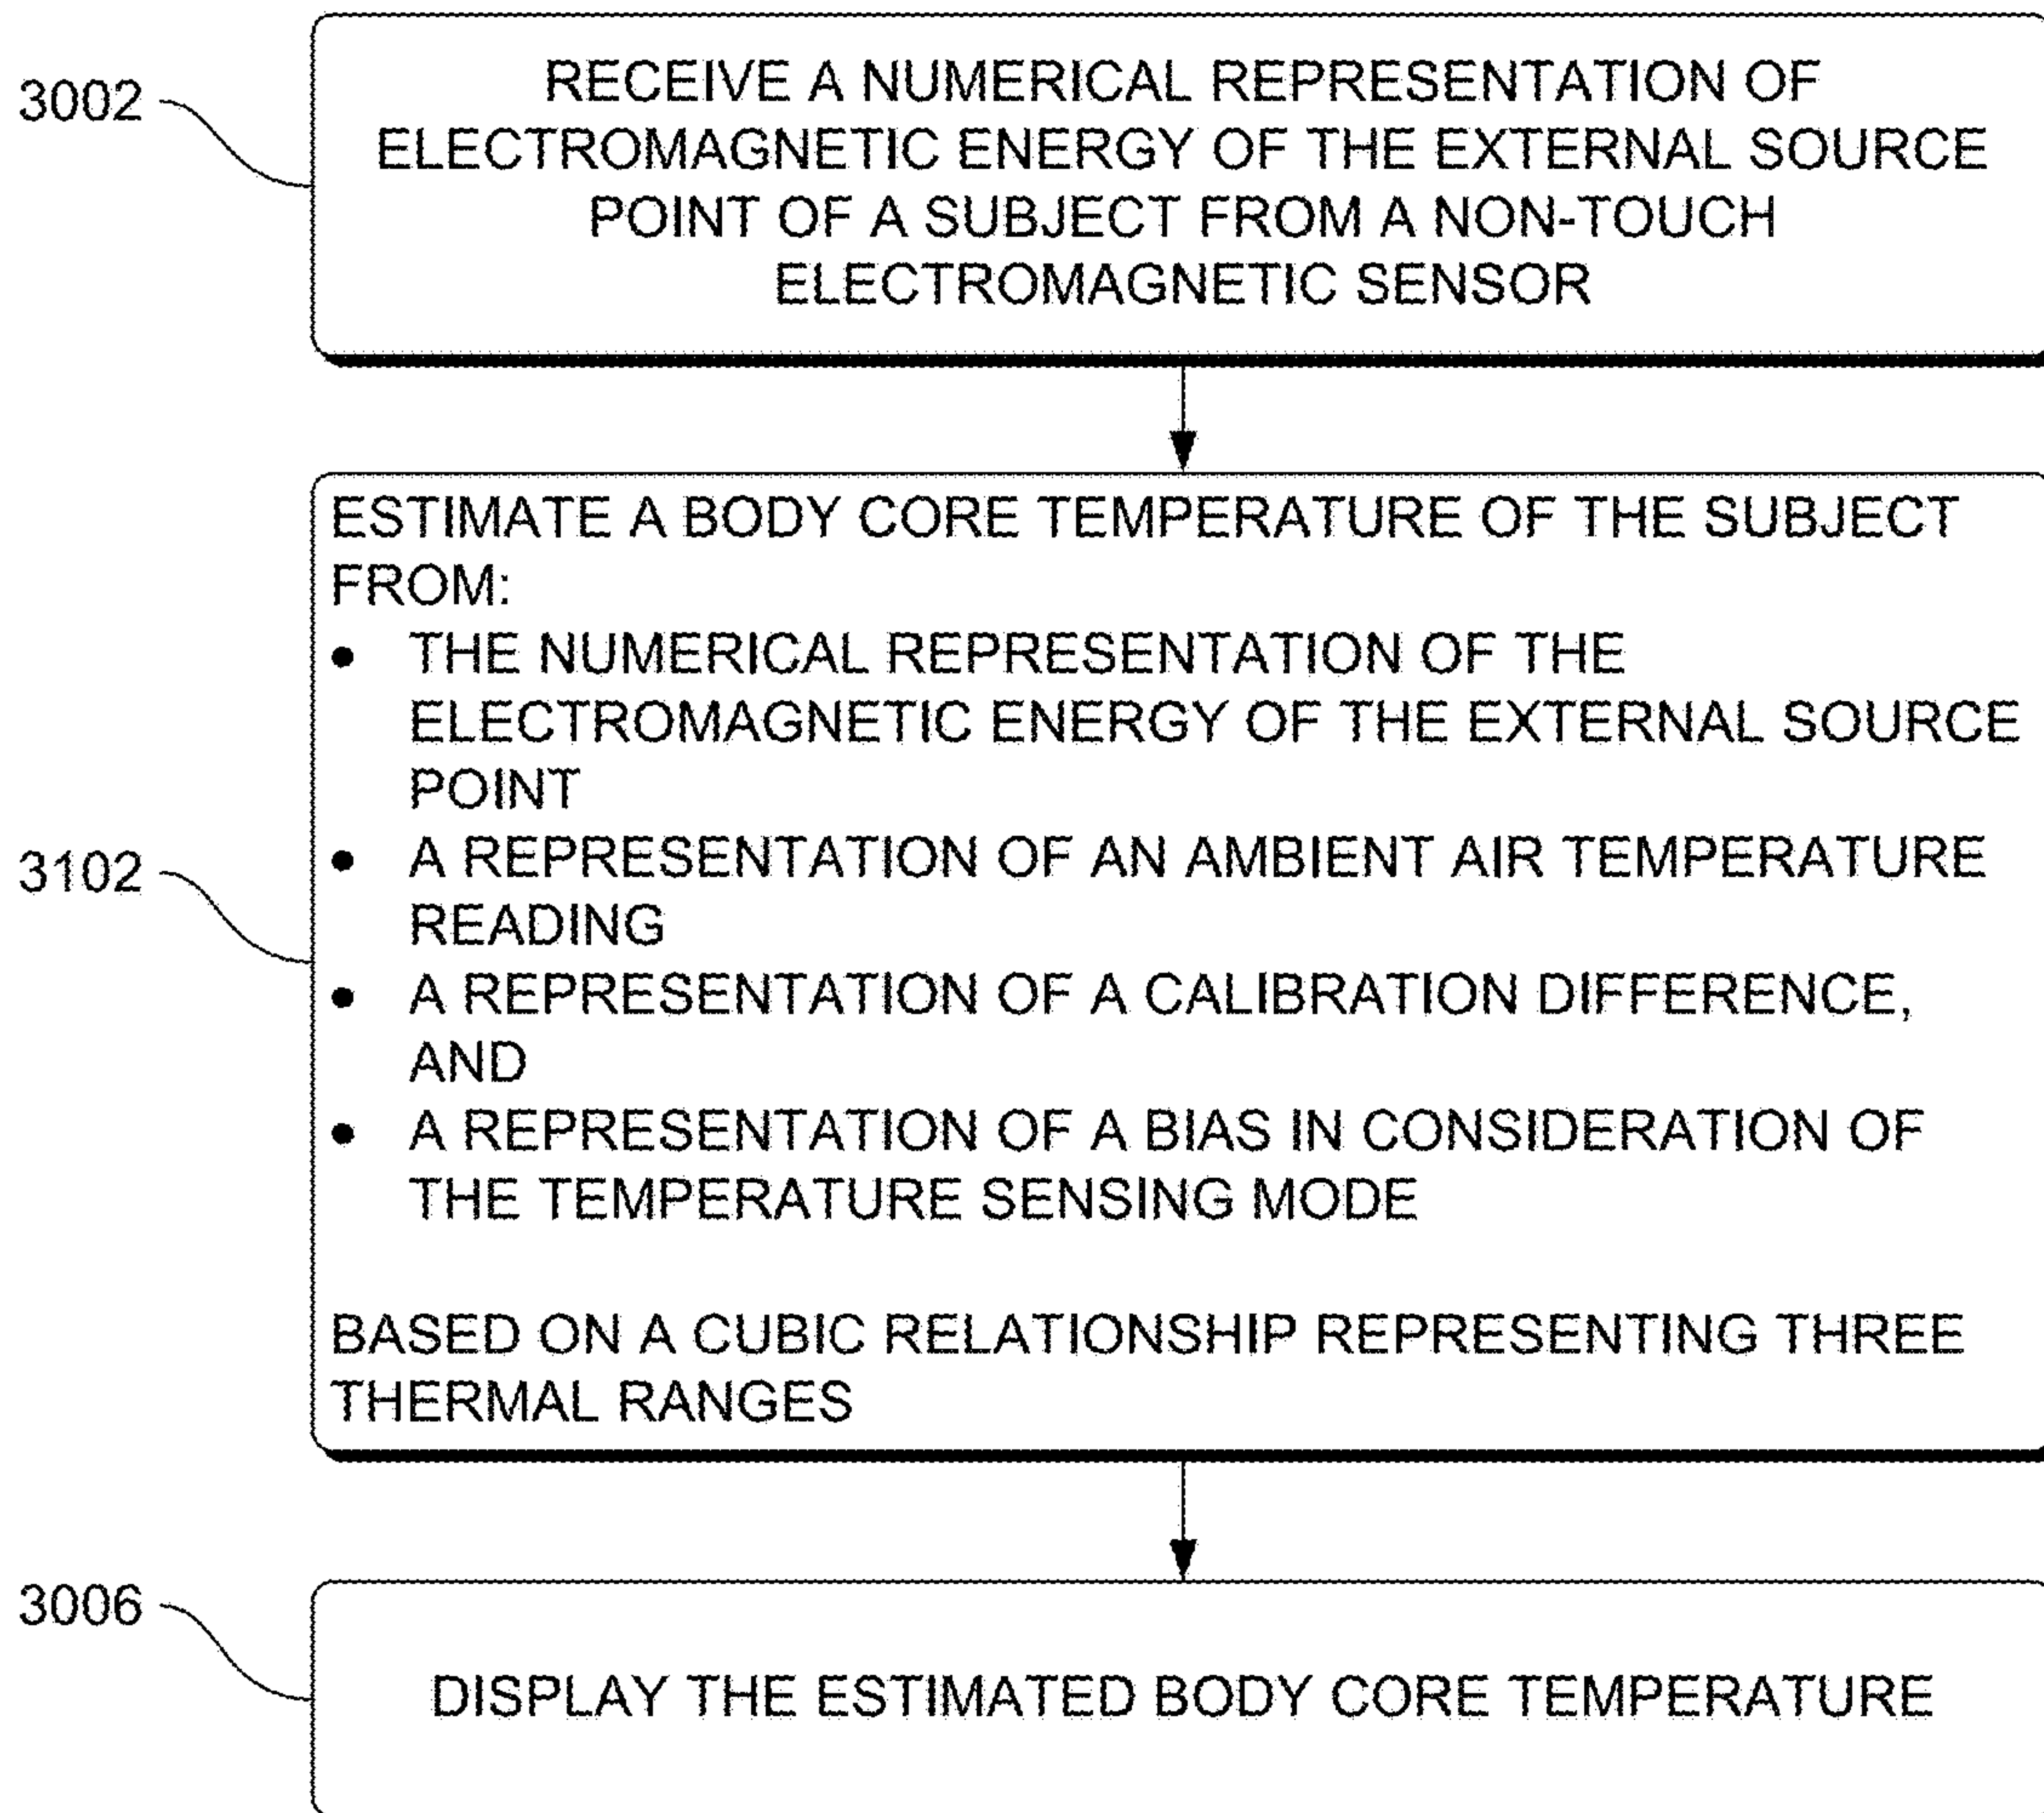 3002
RECEIVE A NUMERICAL REPRESENTATION OF
ELECTROMAGNETIC ENERGY OF THE EXTERNAL SOURCE
POINT OF A SUBJECT FROM A NON-TOUCH
ELECTROMAGNETIC SENSOR
3102
ESTIMATE A BODY CORE TEMPERATURE OF THE SUBJECT
FROM:
• THE NUMERICAL REPRESENTATION OF THE
ELECTROMAGNETIC ENERGY OF THE EXTERNAL SOURCE
POINT
• A REPRESENTATION OF AN AMBIENT AIR TEMPERATURE
READING
• A REPRESENTATION OF A CALIBRATION DIFFERENCE,
AND
• A REPRESENTATION OF A BIAS IN CONSIDERATION OF
THE TEMPERATURE SENSING MODE
BASED ON A CUBIC RELATIONSHIP REPRESENTING THREE
THERMAL RANGES
3006
DISPLAY THE ESTIMATED BODY CORE TEMPERATURE